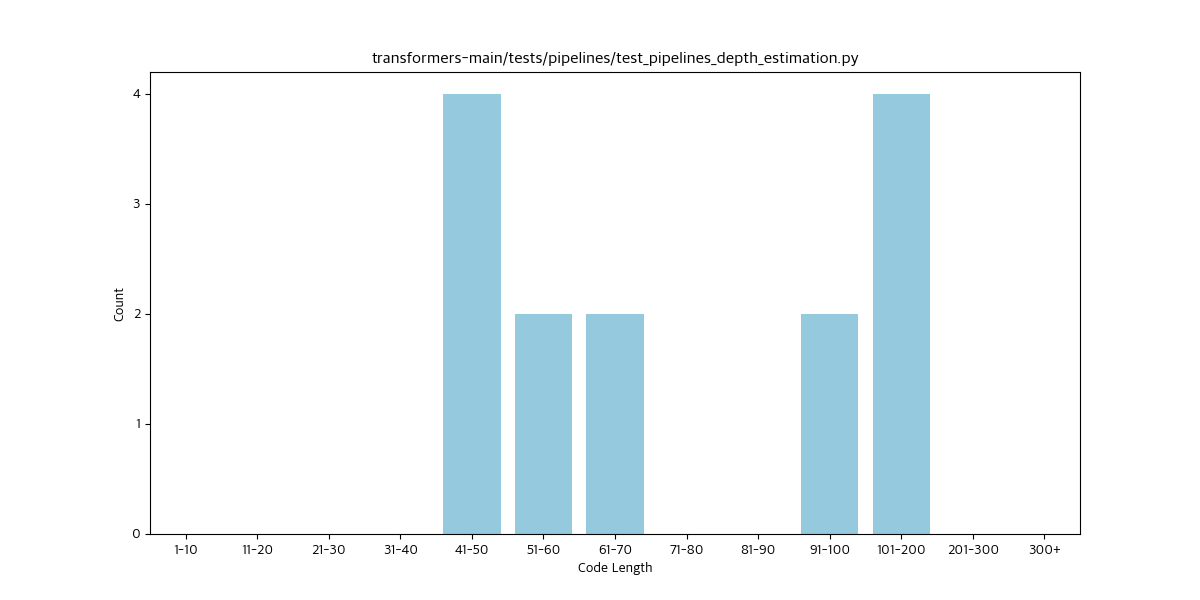 transformers-main/tests/pipelines/test_pipelines_depth_estimation.py
4
3
2
1
0
Count
1-10 11-20 21-30 31-40 41-50 51-60 61-70 71-80 81-90 91-100 101-200 201-300 300+
Code Length